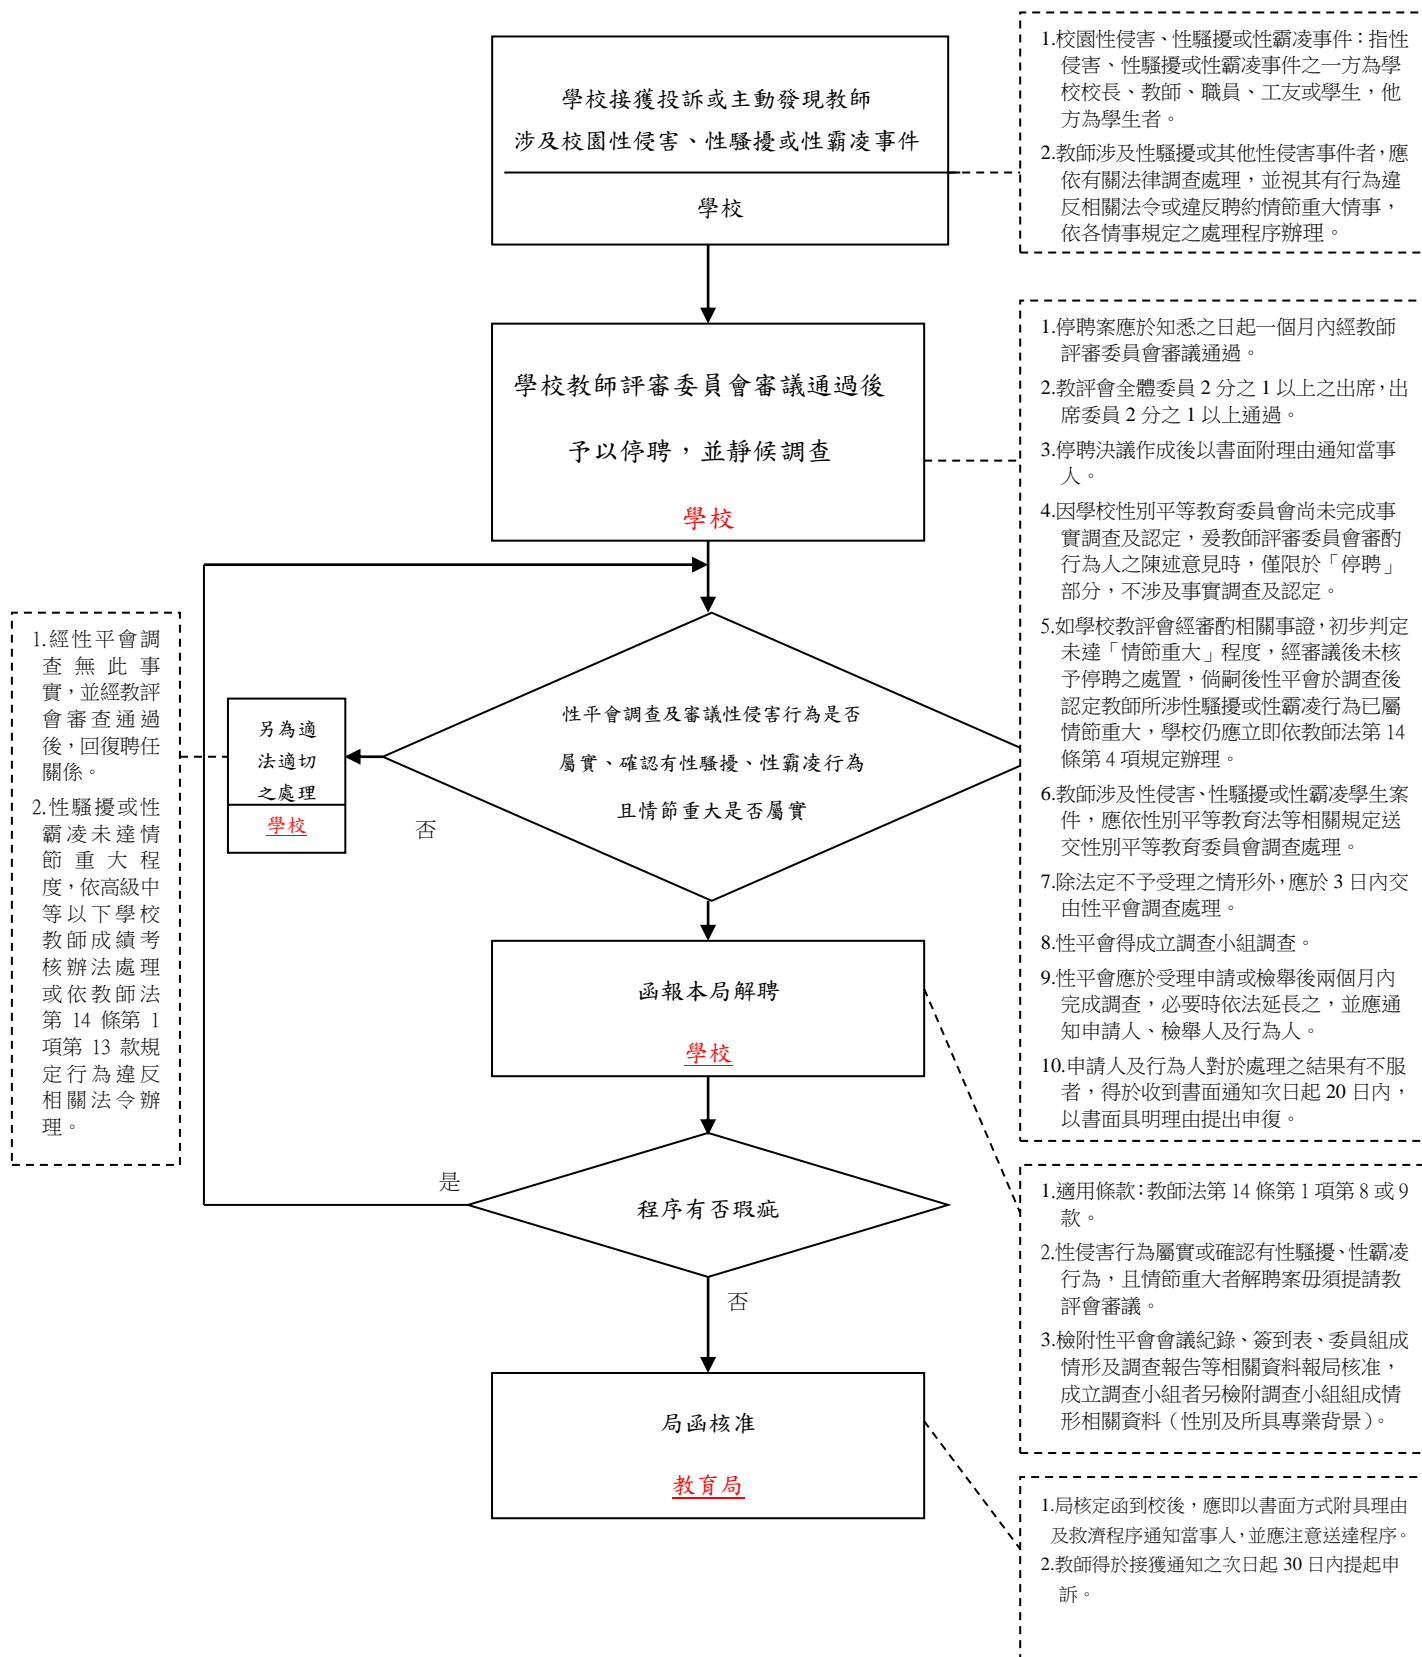 學校接獲投訴或主動發現教師
涉及校園性侵害、性騷擾或性霸凌事件
學校
1.校園性侵害、性騷擾或性霸凌事件：指性
侵害、性騷擾或性霸凌事件之一方為學
校校長、教師、職員、工友或學生，他
方為學生者。
2.教師涉及性騷擾或其他性侵害事件者，應
依有關法律調查處理，並視其有行為違
反相關法令或違反聘約情節重大情事，
依各情事規定之處理程序辦理。
學校教師評審委員會審議通過後
予以停聘，並靜候調查
學校
1.停聘案應於知悉之日起一個月內經教師
評審委員會審議通過。
2.教評會全體委員 2 分之 1 以上之出席，出
席委員 2 分之 1 以上通過。
3.停聘決議作成後以書面附理由通知當事
人。
4.因學校性別平等教育委員會尚未完成事
實調查及認定，爰教師評審委員會審酌
行為人之陳述意見時，僅限於「停聘」
部分，不涉及事實調查及認定。
5.如學校教評會經審酌相關事證，初步判定
未達「情節重大」程度，經審議後未核
予停聘之處置，倘嗣後性平會於調查後
認定教師所涉性騷擾或性霸凌行為已屬
情節重大，學校仍應立即依教師法第 14
條第 4 項規定辦理。
6.教師涉及性侵害、性騷擾或性霸凌學生案
件，應依性別平等教育法等相關規定送
交性別平等教育委員會調查處理。
7.除法定不予受理之情形外，應於 3 日內交
由性平會調查處理。
8.性平會得成立調查小組調查。
9.性平會應於受理申請或檢舉後兩個月內
完成調查，必要時依法延長之，並應通
知申請人、檢舉人及行為人。
10.申請人及行為人對於處理之結果有不服
者，得於收到書面通知次日起 20 日內，
以書面具明理由提出申復。
性平會調查及審議性侵害行為是否
屬實、確認有性騷擾、性霸凌行為
且情節重大是否屬實
否
另為適
法適切
之處理
學校
1.經性平會調
查無此事
實，並經教評
會審查通過
後，回復聘任
關係。
2.性騷擾或性
霸凌未達情
節重大程
度，依高級中
等以下學校
教師成績考
核辦法處理
或依教師法
第 14 條第 1
項第 13 款規
定行為違反
相關法令辦
理。
函報本局解聘
學校
1.適用條款：教師法第 14 條第 1 項第 8 或 9
款。
2.性侵害行為屬實或確認有性騷擾、性霸凌
行為，且情節重大者解聘案毋須提請教
評會審議。
3.檢附性平會會議紀錄、簽到表、委員組成
情形及調查報告等相關資料報局核准，
成立調查小組者另檢附調查小組組成情
形相關資料（性別及所具專業背景）。
是
程序有否瑕疵
否
局函核准
教育局
1.局核定函到校後，應即以書面方式附具理由
及救濟程序通知當事人，並應注意送達程序。
2.教師得於接獲通知之次日起 30 日內提起申
訴。